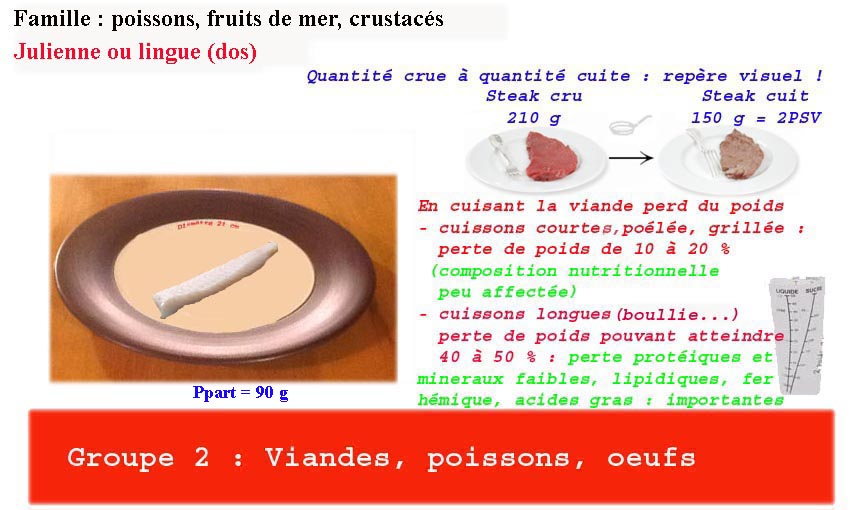 Famille : poissons, fruits de mer, crustacés
Julienne ou lingue (dos)
Quantité crue à quantité cuite : repère visuel !
Steak cru
210 g
Steak cuit
150 g = 2PSV
Diamètre 21 cm
En cuisant la viande perd du poids
- cuissons courtes,poélée, grillée :
perte de poids de 10 à 20 %
(composition nutritionnelle
peu affectée)
- cuissons longues(boullie...)
perte de poids pouvant atteindre
40 à 50 % : perte protéiques et
mineraux faibles, lipidiques, fer
hémique, acides gras : importantes
LIQUIDE SUCRE
Ppart = 90 g
Groupe 2 : Viandes, poissons, oeufs